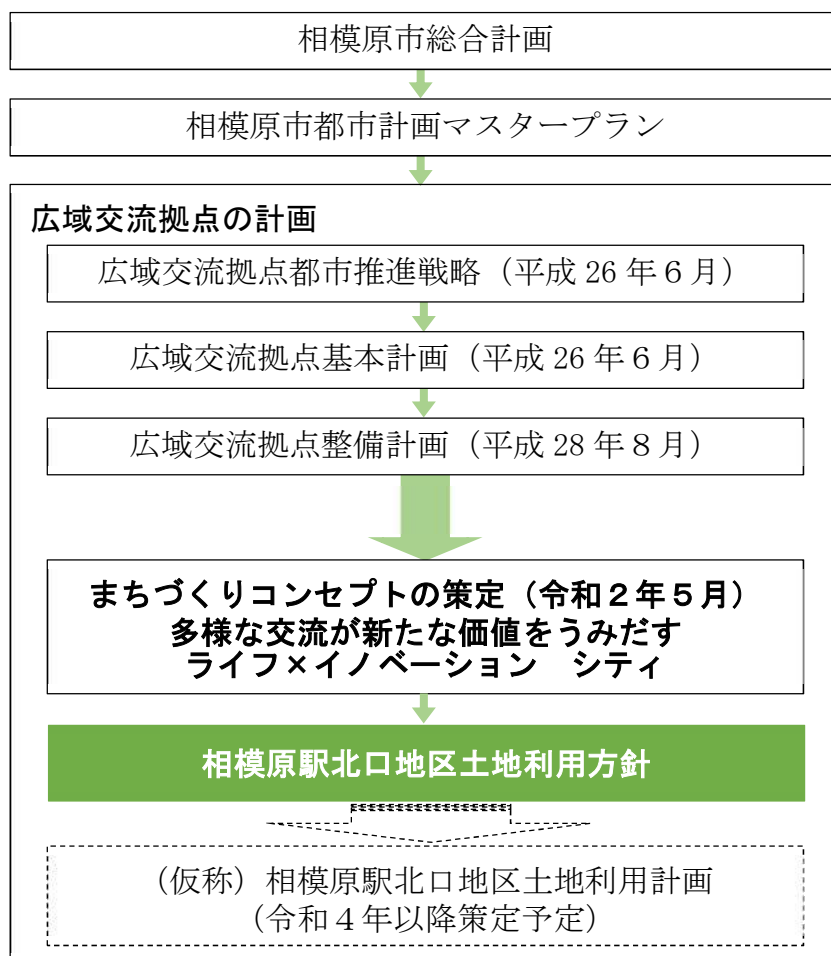 相模原市総合計画
相模原市都市計画マスタープラン
広域交流拠点の計画
広域交流拠点都市推進戦略（平成 26 年６月）
広域交流拠点基本計画（平成 26 年６月）
広域交流拠点整備計画（平成 28 年８月）
まちづくりコンセプトの策定（令和２年５月）
多様な交流が新たな価値をうみだす
ライフ×イノベーション　シティ
相模原駅北口地区土地利用方針
（仮称）相模原駅北口地区土地利用計画
（令和４年以降策定予定）